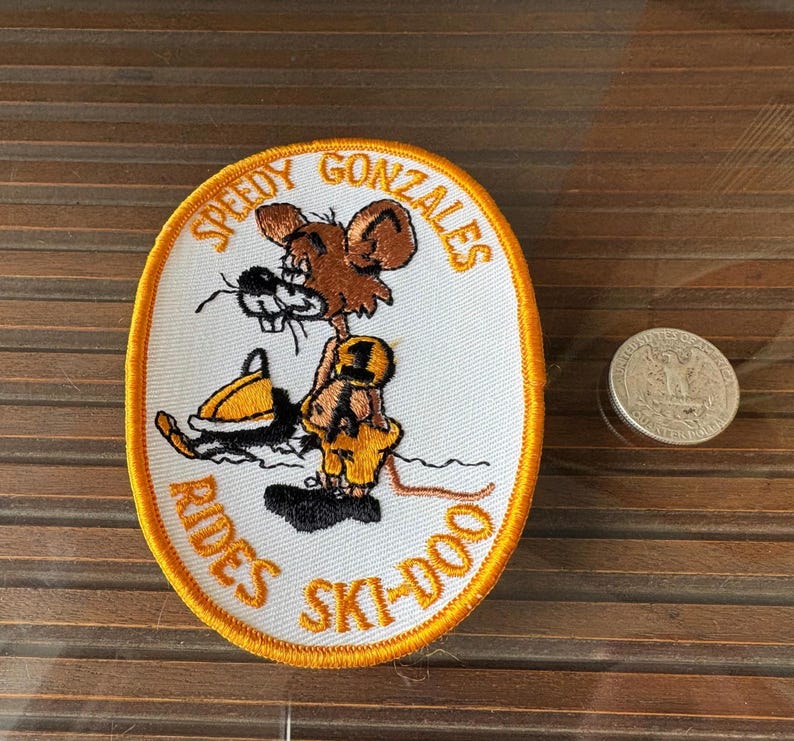 SPEEDY GONZALES
1
RIDES SKI-DOO
UNITED STATES OF AMERICA
QUARTER DOLLAR